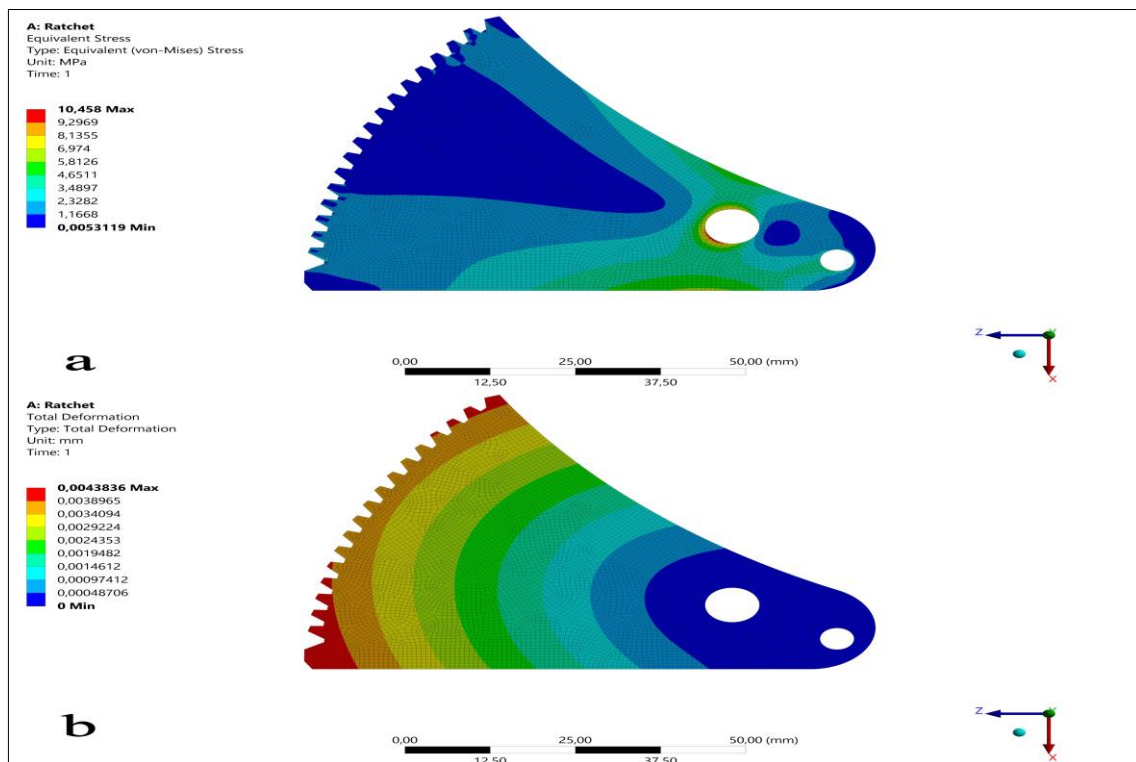 A: Ratchet
Equivalent Stress
Type: Equivalent (von-Mises) Stress
Unit: MPa
Time: 1
10,458 Max
9,2969
8,1355
6,974
5,8126
4,6511
3,4897
2,3282
1,1668
0,0053119 Min
Z
Y
X
a
0,00
25,00
50,00 (mm)
12,50
37,50
A: Ratchet
Total Deformation
Type: Total Deformation
Unit: mm
Time: 1
0,0043836 Max
0,0038965
0,0034094
0,0029224
0,0024353
0,0019482
0,0014612
0,00097412
0,00048706
0 Min
Z
Y
X
b
0,00
25,00
50,00 (mm)
12,50
37,50